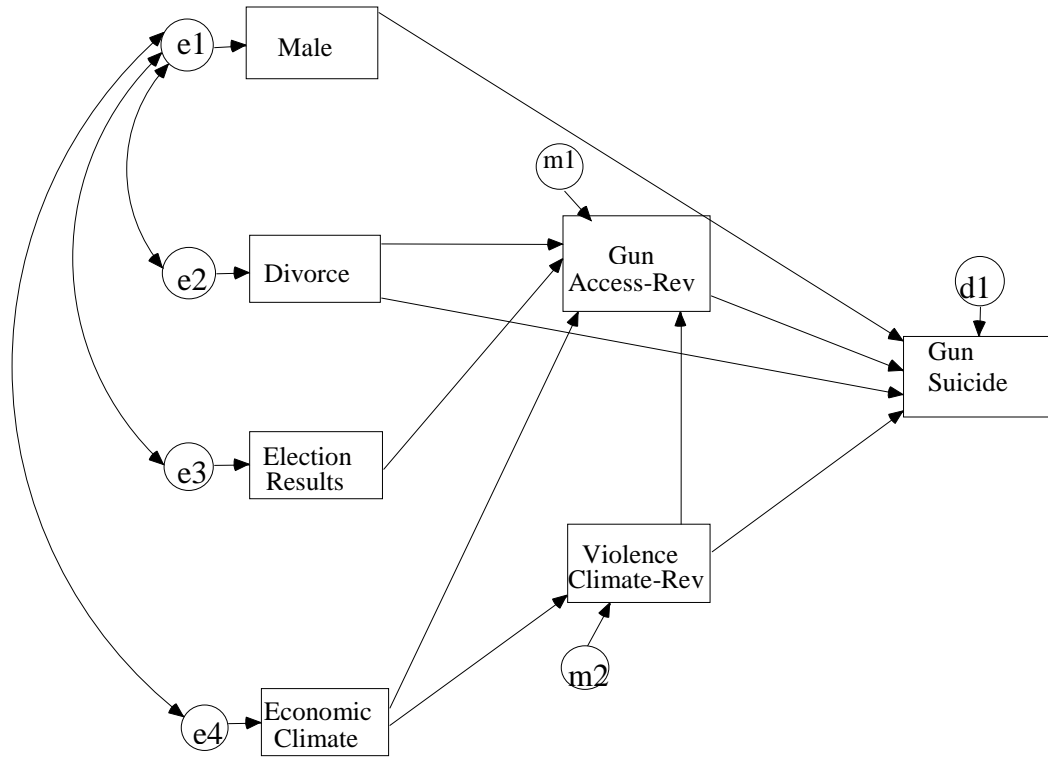 e1
Male
m1
Gun
Access-Rev
e2
Divorce
d1
Gun
Suicide
e3
Election
Results
Violence
Climate-Rev
m2
e4
Economic
Climate